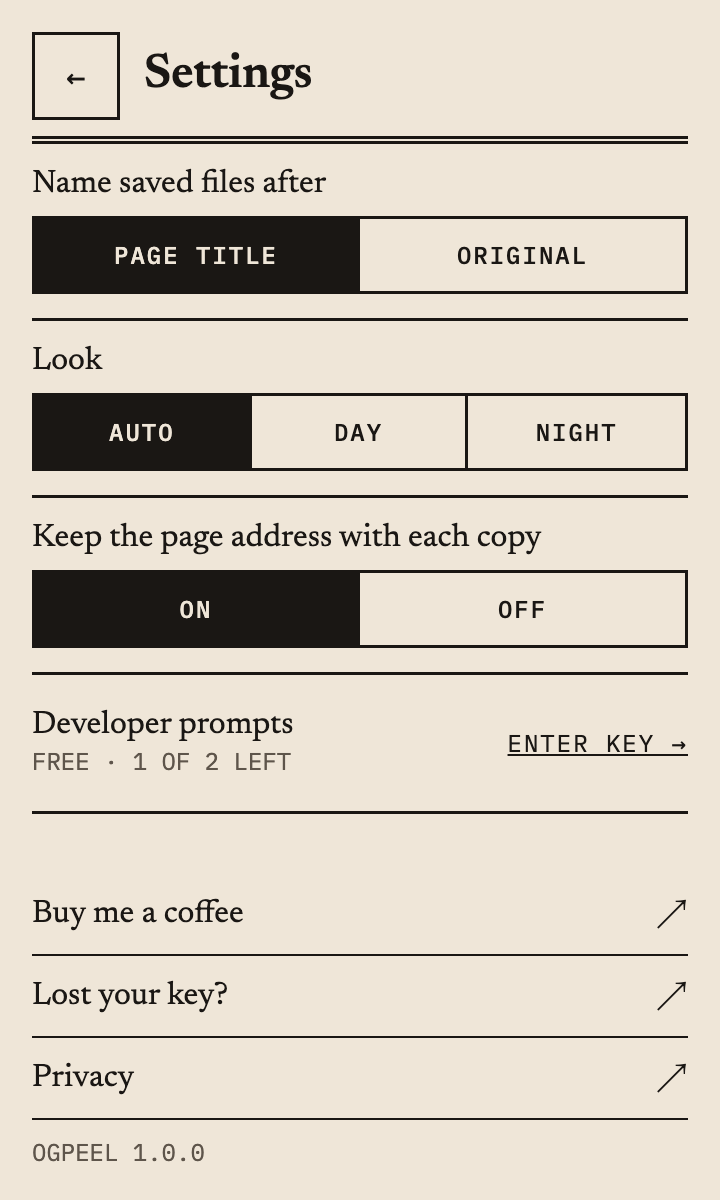 ← Settings
Name saved files after
PAGE TITLE ORIGINAL
Look
AUTO DAY NIGHT
Keep the page address with each copy
ON OFF
Developer prompts
FREE · 1 OF 2 LEFT
ENTER KEY →
Buy me a coffee ↗
Lost your key? ↗
Privacy ↗
OGPEEL 1.0.0